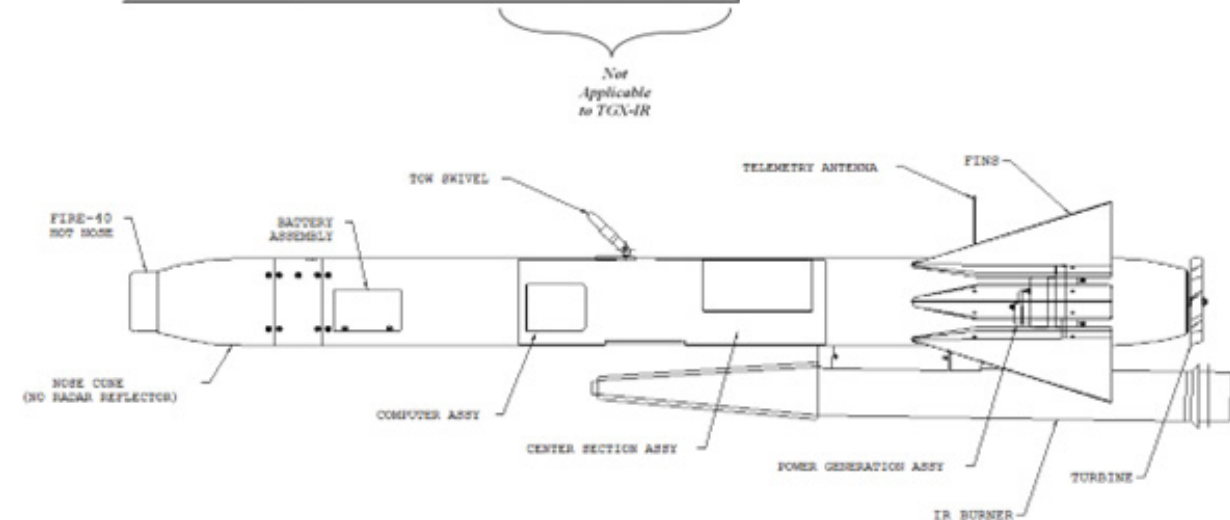 Not
Applicable
to TGX-IR
TELEMETRY ANTENNA
FINS
TOW SWIVEL
FIRE-40
HOT NOSE
BATTERY
ASSEMBLY
NOSE CONE
(NO RADAR REFLECTOR)
COMPUTER ASSY
CENTER SECTION ASSY
POWER GENERATION ASSY
TURBINE
IR BURNER